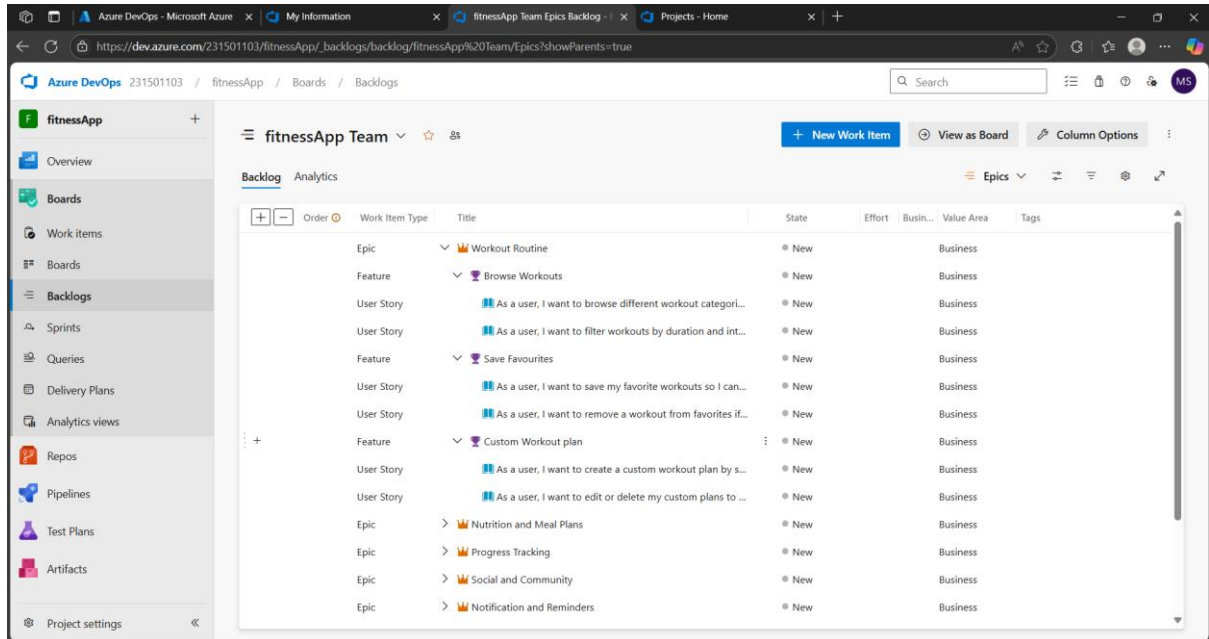 Azure DevOps - Microsoft Azure
My Information
fitnessApp Team Epics Backlog -
Projects - Home
https://dev.azure.com/231501103/fitnessApp/_backlogs/backlog/fitnessApp%20Team/Epics?showParents=true
Azure DevOps 231501103 / fitnessApp / Boards / Backlogs
Search
MS
F fitnessApp
Overview
Boards
Work items
Boards
Backlogs
Sprints
Queries
Delivery Plans
Analytics views
Repos
Pipelines
Test Plans
Artifacts
Project settings
fitnessApp Team
New Work Item View as Board Column Options
Backlog Analytics
Epics
Order Work Item Type Title State Effort Busin... Value Area Tags
Epic Workout Routine New Business
Feature Browse Workouts New Business
User Story As a user, I want to browse different workout categori... New Business
User Story As a user, I want to filter workouts by duration and int... New Business
Feature Save Favourites New Business
User Story As a user, I want to save my favorite workouts so I can... New Business
User Story As a user, I want to remove a workout from favorites if... New Business
Feature Custom Workout plan New Business
User Story As a user, I want to create a custom workout plan by s... New Business
User Story As a user, I want to edit or delete my custom plans to ... New Business
Epic Nutrition and Meal Plans New Business
Epic Progress Tracking New Business
Epic Social and Community New Business
Epic Notification and Reminders New Business